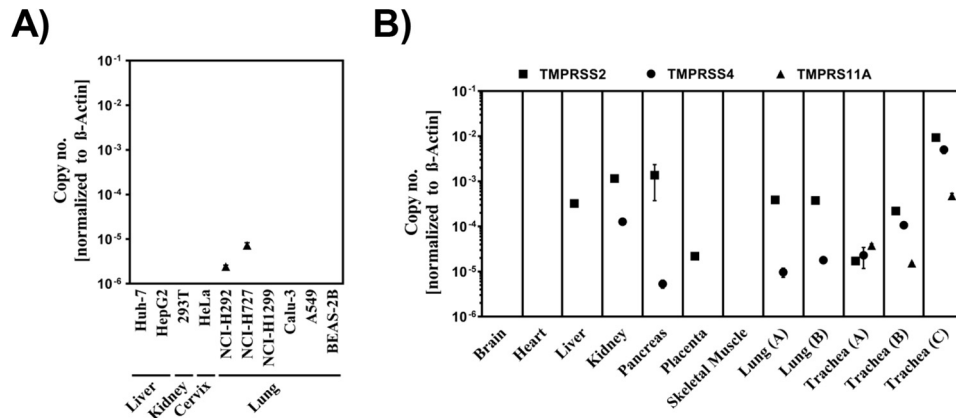 A)
Copy no.
[normalized to ß-Actin]
10-1
10-2
10-3
10-4
10-5
10-6
Huh-7
HepG2
293T
HeLa
NCI-H292
NCI-H727
NCI-H1299
Calu-3
A549
BEAS-2B
Liver
Kidney
Cervix
Lung
B)
TMPRSS2
TMPRSS4
TMPRS11A
Copy no.
[normalized to ß-Actin]
10-1
10-2
10-3
10-4
10-5
10-6
Brain
Heart
Liver
Kidney
Pancreas
Placenta
Skeletal Muscle
Lung (A)
Lung (B)
Trachea (A)
Trachea (B)
Trachea (C)